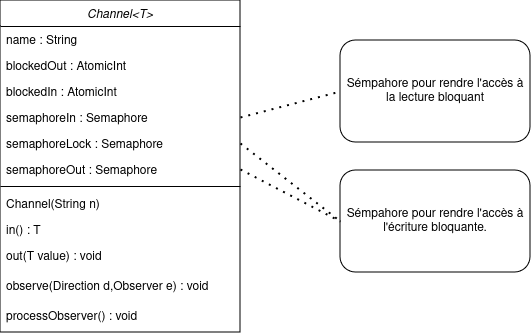 Channel<T>
name : String
blockedOut : AtomicInt
blockedIn : AtomicInt
semaphoreIn : Semaphore
semaphoreLock : Semaphore
semaphoreOut : Semaphore
Channel(String n)
in() : T
out(T value) : void
observe(Direction d,Observer e) : void
processObserver() : void
Sémpahore pour rendre l'accès à
la lecture bloquant
Sémpahore pour rendre l'accès à
l'écriture bloquante.